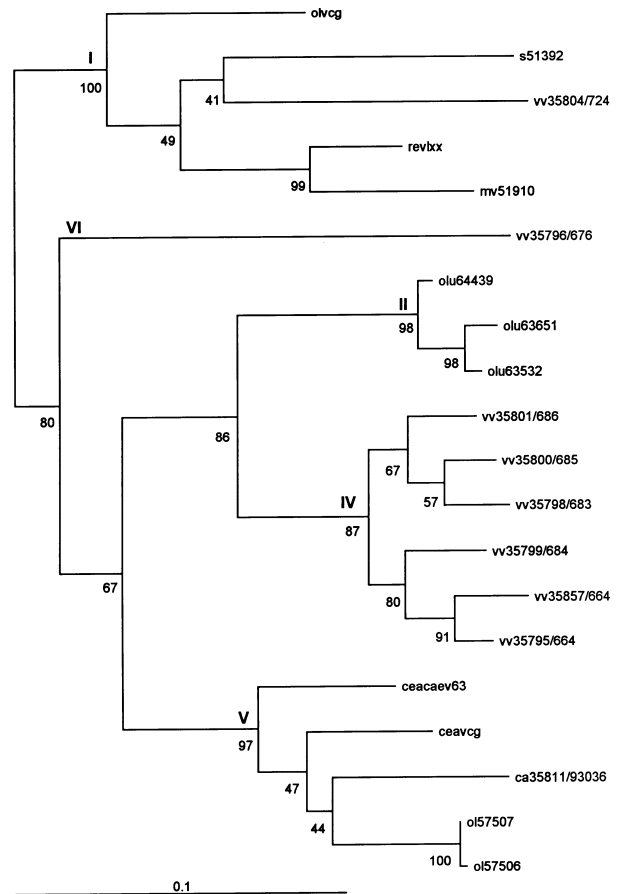 olvcg
I
s51392
100
41
vv35804/724
49
revlxx
99
mv51910
VI
vv35796/676
olu64439
II
98
olu63651
98
olu63532
80
vv35801/686
86
67
vv35800/685
57
vv35798/683
IV
87
vv35799/684
67
80
vv35857/664
91
vv35795/664
ceacaev63
V
97
ceavcg
47
ca35811/93036
44
ol57507
100
ol57506
0.1